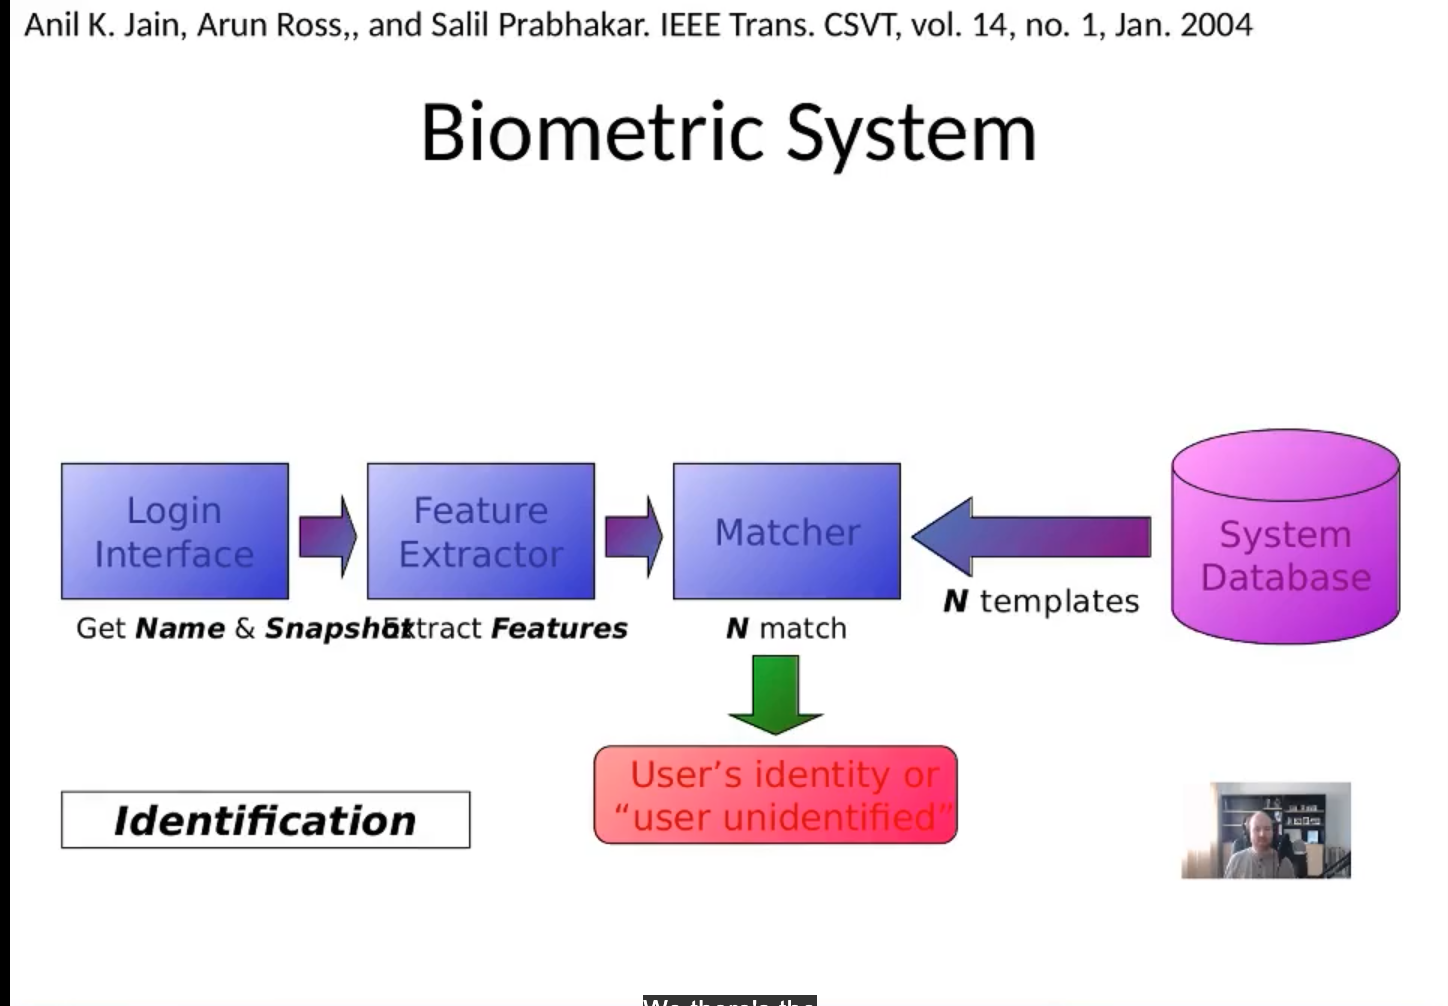 Anil K. Jain, Arun Ross,, and Salil Prabhakar. IEEE Trans. CSVT, vol. 14, no. 1, Jan. 2004
Biometric System
Login
Interface
Get Name & Snapshot
Feature
Extractor
Extract Features
Matcher
N match
N templates
System
Database
User’s identity or
“user unidentified”
Identification